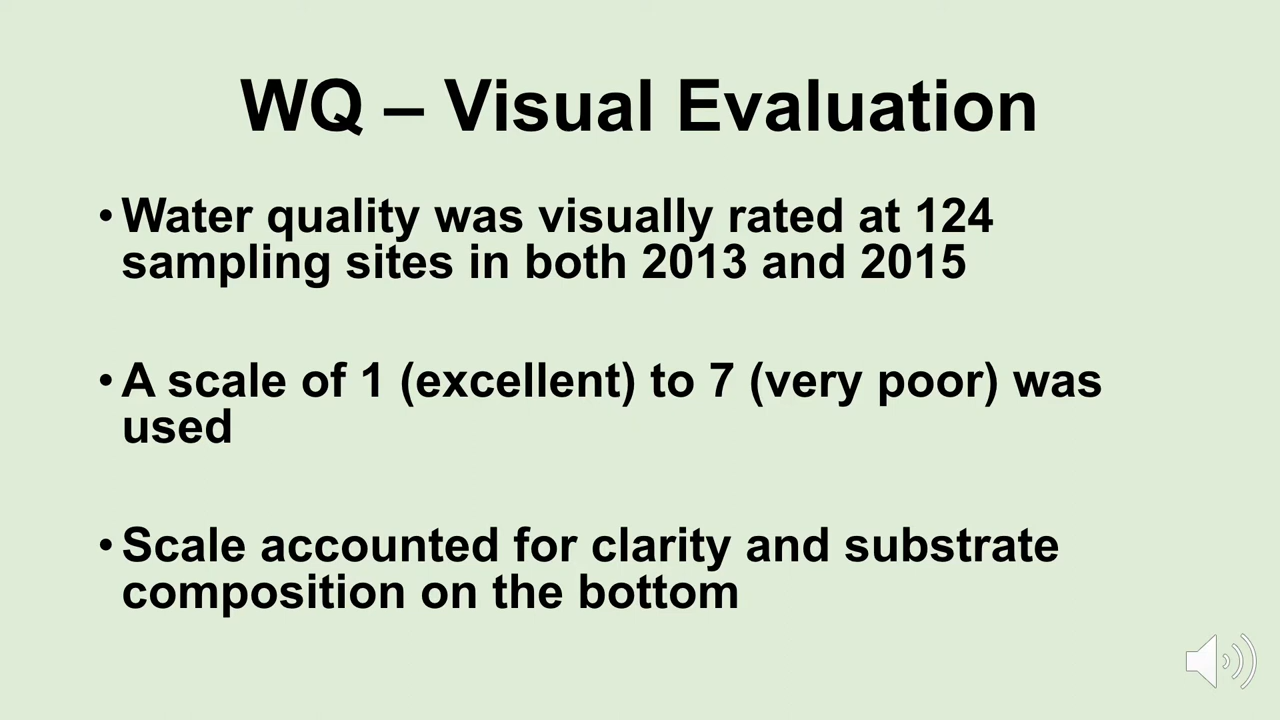 WQ – Visual Evaluation
• Water quality was visually rated at 124
sampling sites in both 2013 and 2015
• A scale of 1 (excellent) to 7 (very poor) was
used
• Scale accounted for clarity and substrate
composition on the bottom